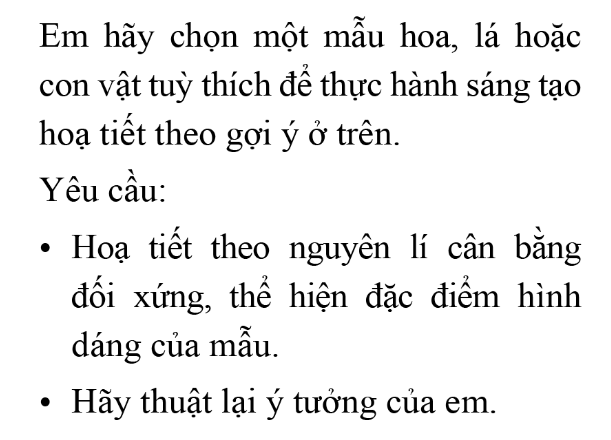 Em hãy chọn một mẫu hoa, lá hoặc
con vật tuỳ thích để thực hành sáng tạo
hoạ tiết theo gợi ý ở trên.
Yêu cầu:
• Hoạ tiết theo nguyên lí cân bằng
đối xứng, thể hiện đặc điểm hình
dáng của mẫu.
• Hãy thuật lại ý tưởng của em.